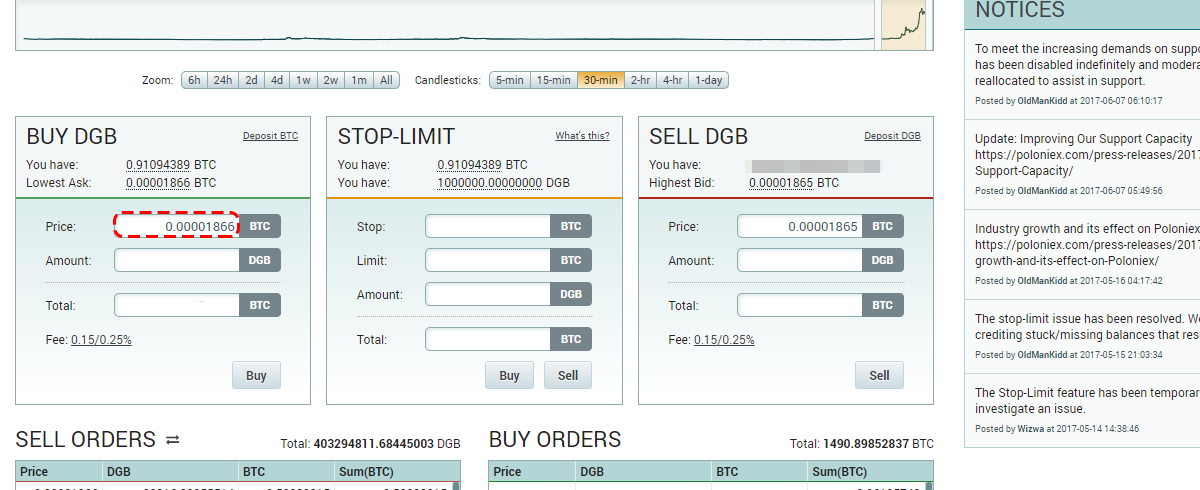 Zoom: 6h 24h 2d 4d 1w 2w 1m All Candlesticks: 5-min 15-min 30-min 2-hr 4-hr 1-day
BUY DGB Deposit BTC
You have: 0.91094389 BTC
Lowest Ask: 0.00001866 BTC
Price: 0.00001866 BTC
Amount: DGB
Total: BTC
Fee: 0.15/0.25%
Buy
STOP-LIMIT What's this?
You have: 0.91094389 BTC
You have: 1000000.00000000 DGB
Stop: BTC
Limit: BTC
Amount: DGB
Total: BTC
Buy Sell
SELL DGB Deposit DGB
You have:
Highest Bid: 0.00001865 BTC
Price: 0.00001865 BTC
Amount: DGB
Total: BTC
Fee: 0.15/0.25%
Sell
SELL ORDERS Total: 403294811.68445003 DGB
Price DGB BTC Sum(BTC)
BUY ORDERS Total: 1490.89852837 BTC
Price DGB BTC Sum(BTC)
NOTICES
To meet the increasing demands on
has been disabled indefinitely and
reallocated to assist in support.
Posted by OldManKidd at 2017-06-07 06:10:17
Update: Improving Our Support Capacity
https://poloniex.com/press-releases/2017
Support-Capacity/
Posted by OldManKidd at 2017-06-07 05:49:56
Industry growth and its effect on Poloniex
https://poloniex.com/press-releases/2017
growth-and-its-effect-on-Poloniex/
Posted by OldManKidd at 2017-05-16 04:17:42
The stop-limit issue has been resolved. We
crediting stuck/missing balances that
Posted by OldManKidd at 2017-05-15 21:03:34
The Stop-Limit feature has been
investigate an issue.
Posted by Wizwa at 2017-05-14 14:38:46